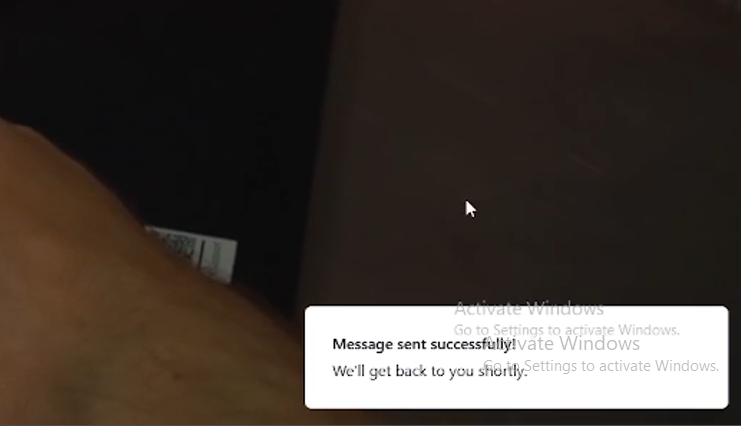 Activate Windows
Go to Settings to activate Windows.
Message sent successfully!
Activate Windows
We'll get back to you shortly.
Go to Settings to activate Windows.